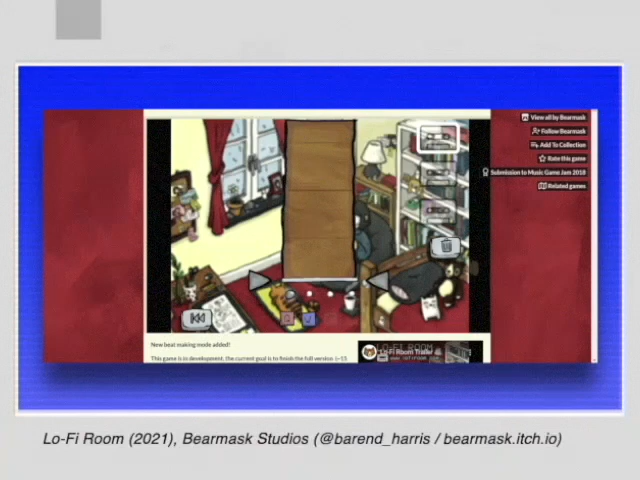 View all by Bearmask
Follow Bearmask
Add To Collection
Rate this game
Submission to Music Game Jam 2018
Related games
New beat making mode added!
This game is in development, the current goal is to finish the full version (~15
Lo-Fi Room Trailer
Lo-Fi Room (2021), Bearmask Studios (@barend_harris / bearmask.itch.io)